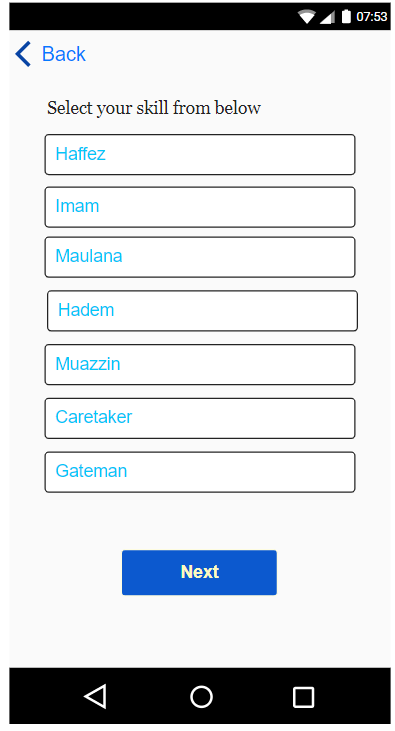 07:53
Back
Select your skill from below
Haffez
Imam
Maulana
Hadem
Muazzin
Caretaker
Gateman
Next